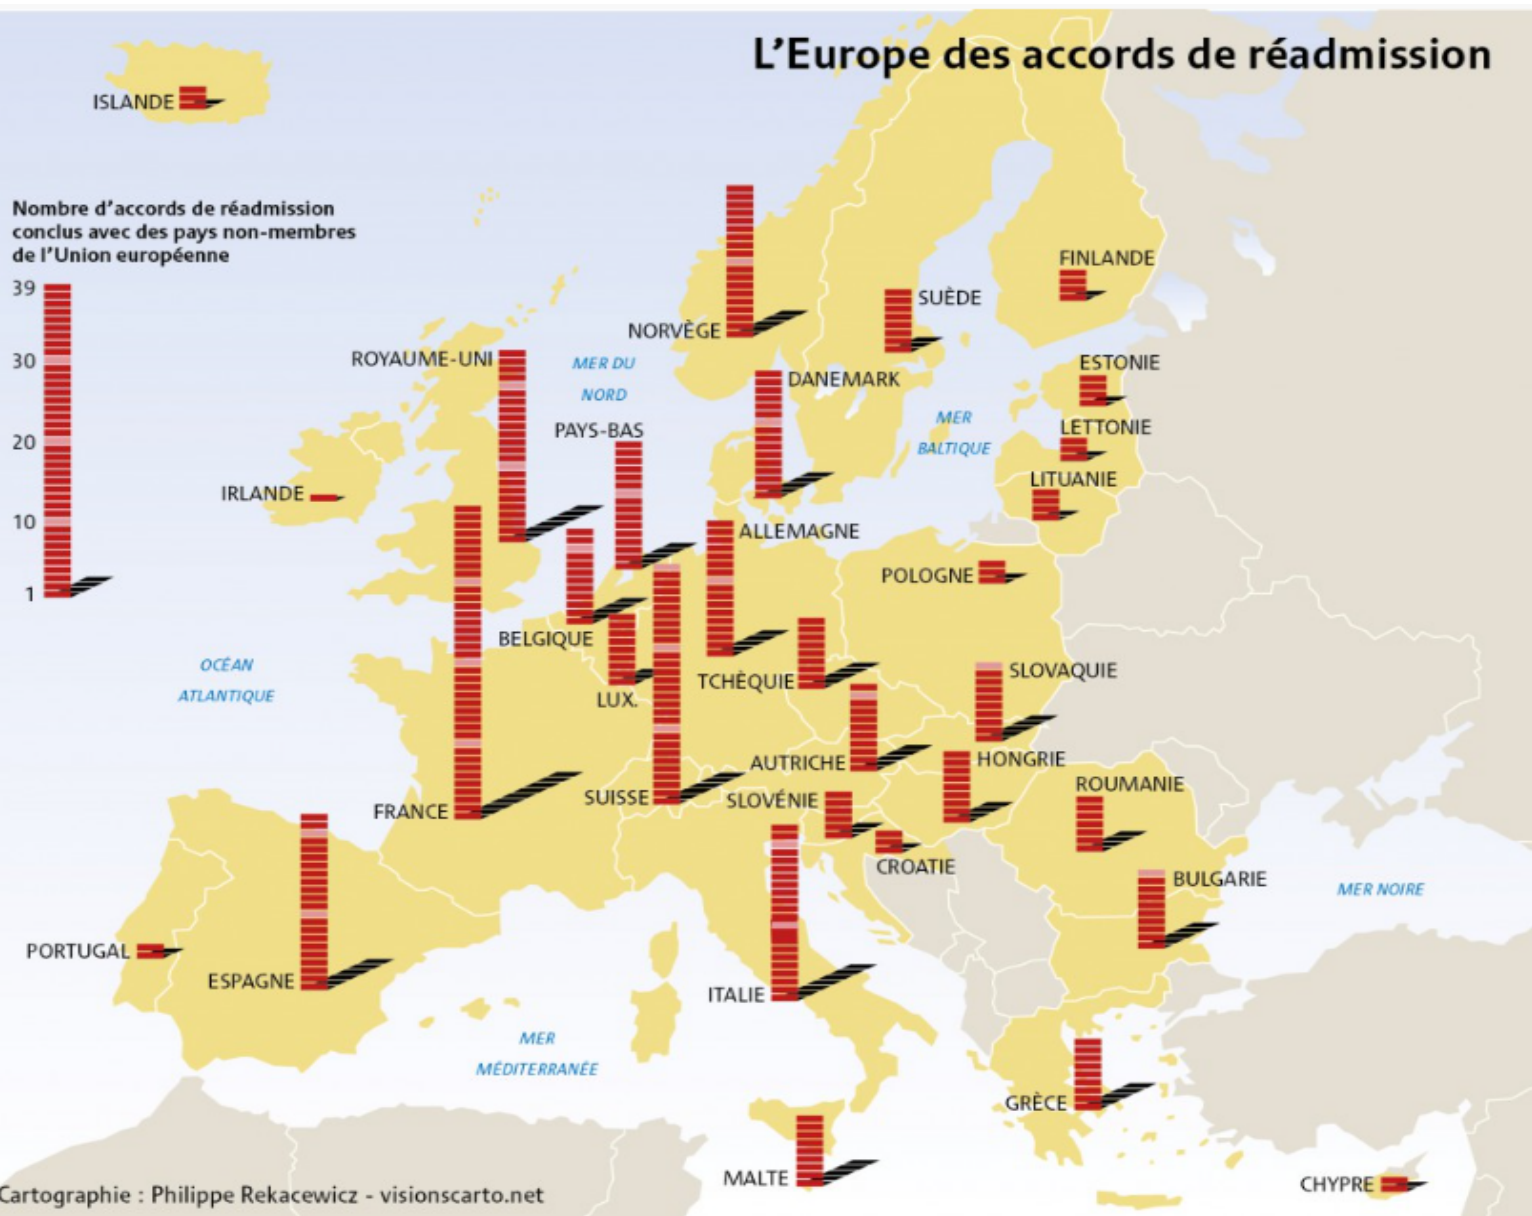 L'Europe des accords de réadmission
ISLANDE
Nombre d'accords de réadmission
conclus avec des pays non-membres
de l'Union européenne
39
30
20
10
1
NORVÈGE
SUÈDE
FINLANDE
ROYAUME-UNI
MER DU
NORD
DANEMARK
ESTONIE
PAYS-BAS
MER
BALTIQUE
LETTONIE
LITUANIE
IRLANDE
ALLEMAGNE
POLOGNE
BELGIQUE
OCÉAN
ATLANTIQUE
LUX.
TCHÈQUIE
SLOVAQUIE
AUTRICHE
HONGRIE
FRANCE
SUISSE
SLOVÉNIE
ROUMANIE
CROATIE
BULGARIE
MER NOIRE
PORTUGAL
ESPAGNE
ITALIE
MER
MÉDITERRANÉE
GRÈCE
MALTE
CHYPRE
Cartographie : Philippe Rekacewicz - visionscarto.net